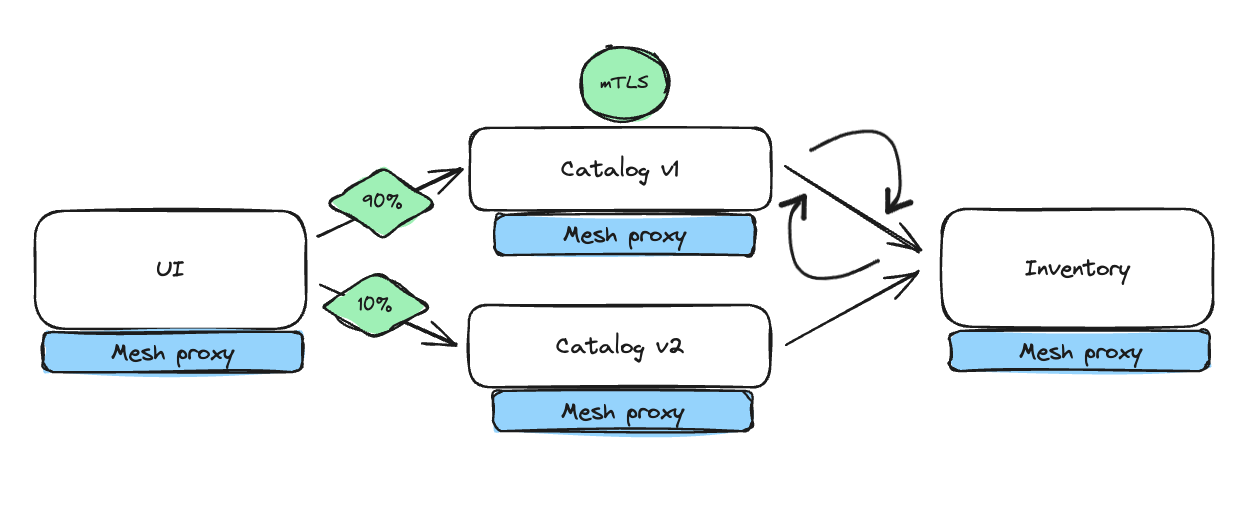 mTLS
Catalog v1
90%
Mesh proxy
UI
Inventory
10%
Catalog v2
Mesh proxy
Mesh proxy
Mesh proxy